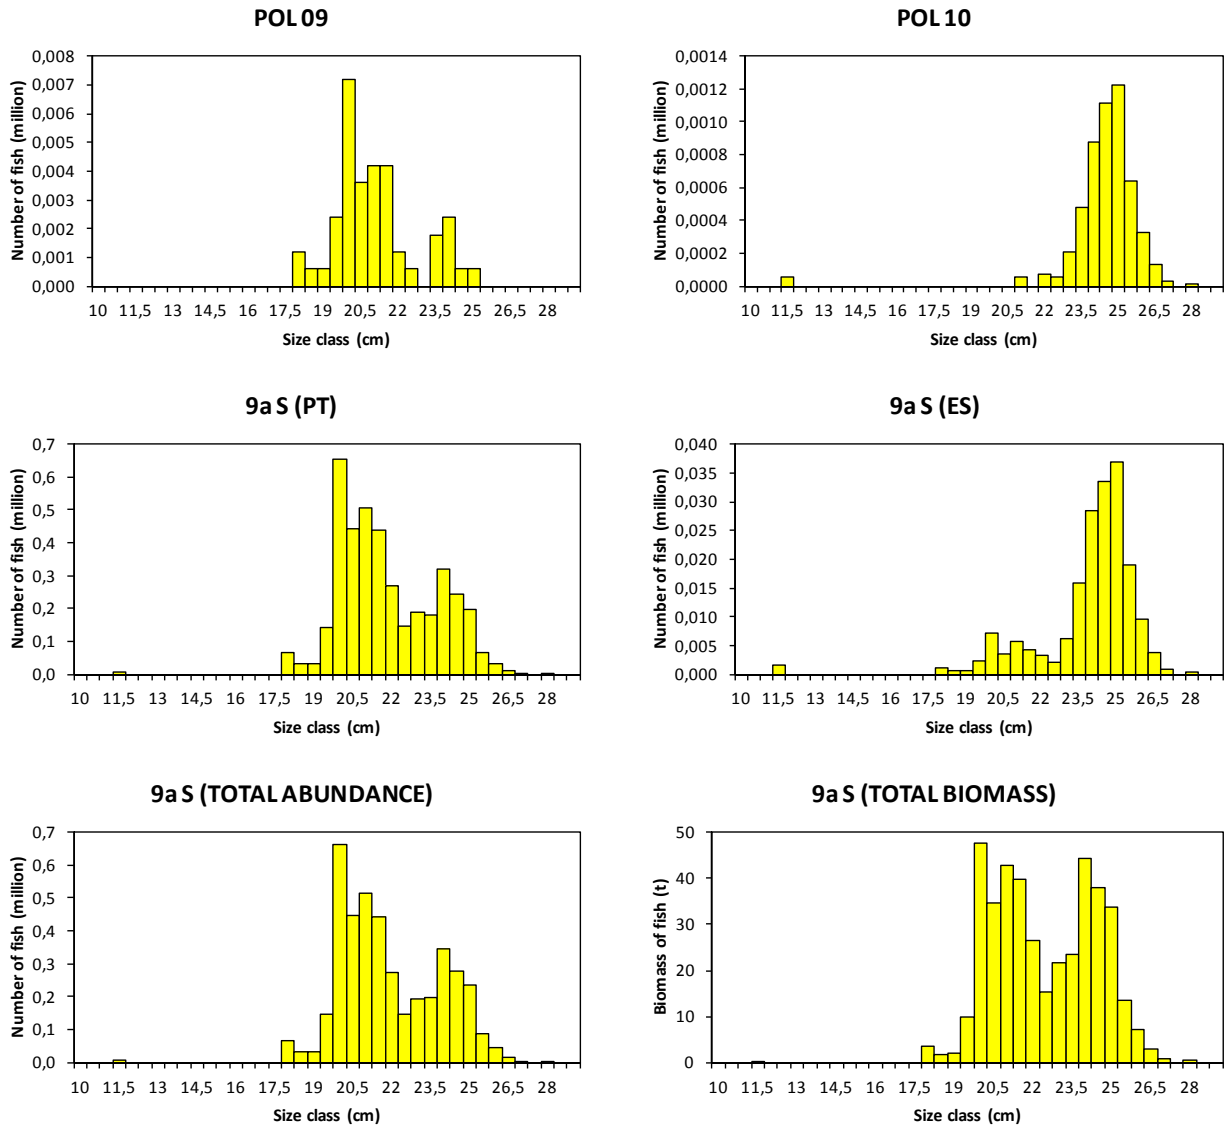 POL 09
0,008
0,007
0,006
0,005
0,004
0,003
0,002
0,001
0,000
Number of fish (million)
10 11,5 13 14,5 16 17,5 19 20,5 22 23,5 25 26,5 28
Size class (cm)
POL 10
0,0014
0,0012
0,0010
0,0008
0,0006
0,0004
0,0002
0,0000
Number of fish (million)
10 11,5 13 14,5 16 17,5 19 20,5 22 23,5 25 26,5 28
Size class (cm)
9a S (PT)
0,7
0,6
0,5
0,4
0,3
0,2
0,1
0,0
Number of fish (million)
10 11,5 13 14,5 16 17,5 19 20,5 22 23,5 25 26,5 28
Size class (cm)
9a S (ES)
0,040
0,035
0,030
0,025
0,020
0,015
0,010
0,005
0,000
Number of fish (million)
10 11,5 13 14,5 16 17,5 19 20,5 22 23,5 25 26,5 28
Size class (cm)
9a S (TOTAL ABUNDANCE)
0,7
0,6
0,5
0,4
0,3
0,2
0,1
0,0
Number of fish (million)
10 11,5 13 14,5 16 17,5 19 20,5 22 23,5 25 26,5 28
Size class (cm)
9a S (TOTAL BIOMASS)
50
40
30
20
10
0
Biomass of fish (t)
10 11,5 13 14,5 16 17,5 19 20,5 22 23,5 25 26,5 28
Size class (cm)